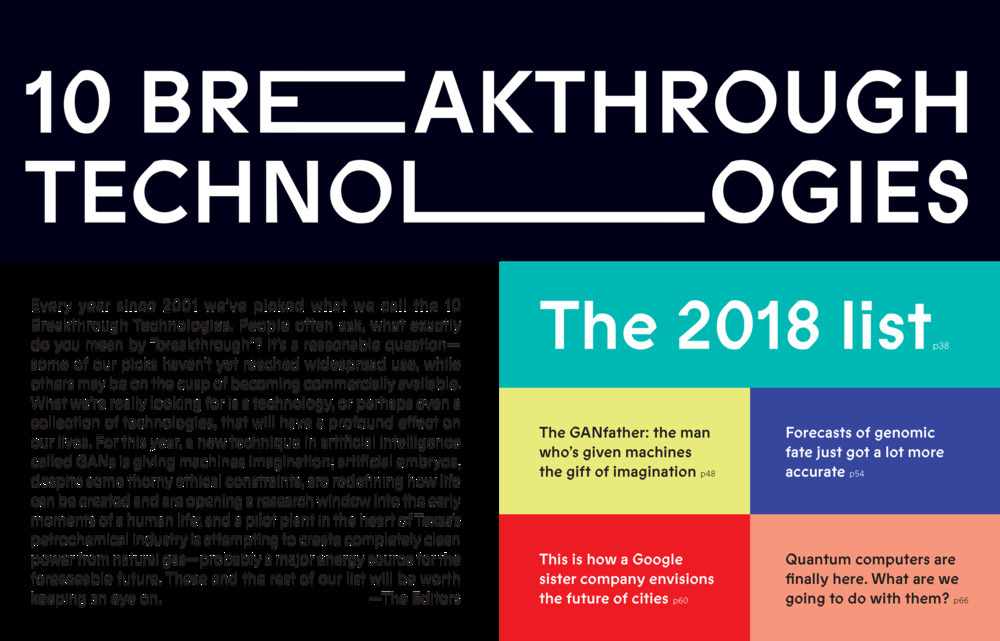 10 BREAKTHROUGH
TECHNOLOGIES
Every year since 2001 we've picked what we call the 10
Breakthrough Technologies. People often ask, what exactly
do you mean by "breakthrough"? It's a reasonable question—
some of our picks haven't yet reached widespread use, while
others may be on the cusp of becoming commercially available.
What we're really looking for is a technology, or perhaps even a
collection of technologies, that will have a profound effect on
our lives. For this year, a new technique in artificial intelligence
called GANs is giving machines imagination; artificial embryos,
despite some thorny ethical constraints, are redefining how life
can be created and are opening a research window into the early
moments of a human life; and a pilot plant in the heart of Texas's
petrochemical industry is attempting to create completely clean
power from natural gas—probably a major energy source for the
foreseeable future. These and the rest of our list will be worth
keeping an eye on. —The Editors
The 2018 list p38
The GANfather: the man
who's given machines
the gift of imagination p48
Forecasts of genomic
fate just got a lot more
accurate p54
This is how a Google
sister company envisions
the future of cities p60
Quantum computers are
finally here. What are we
going to do with them? p66